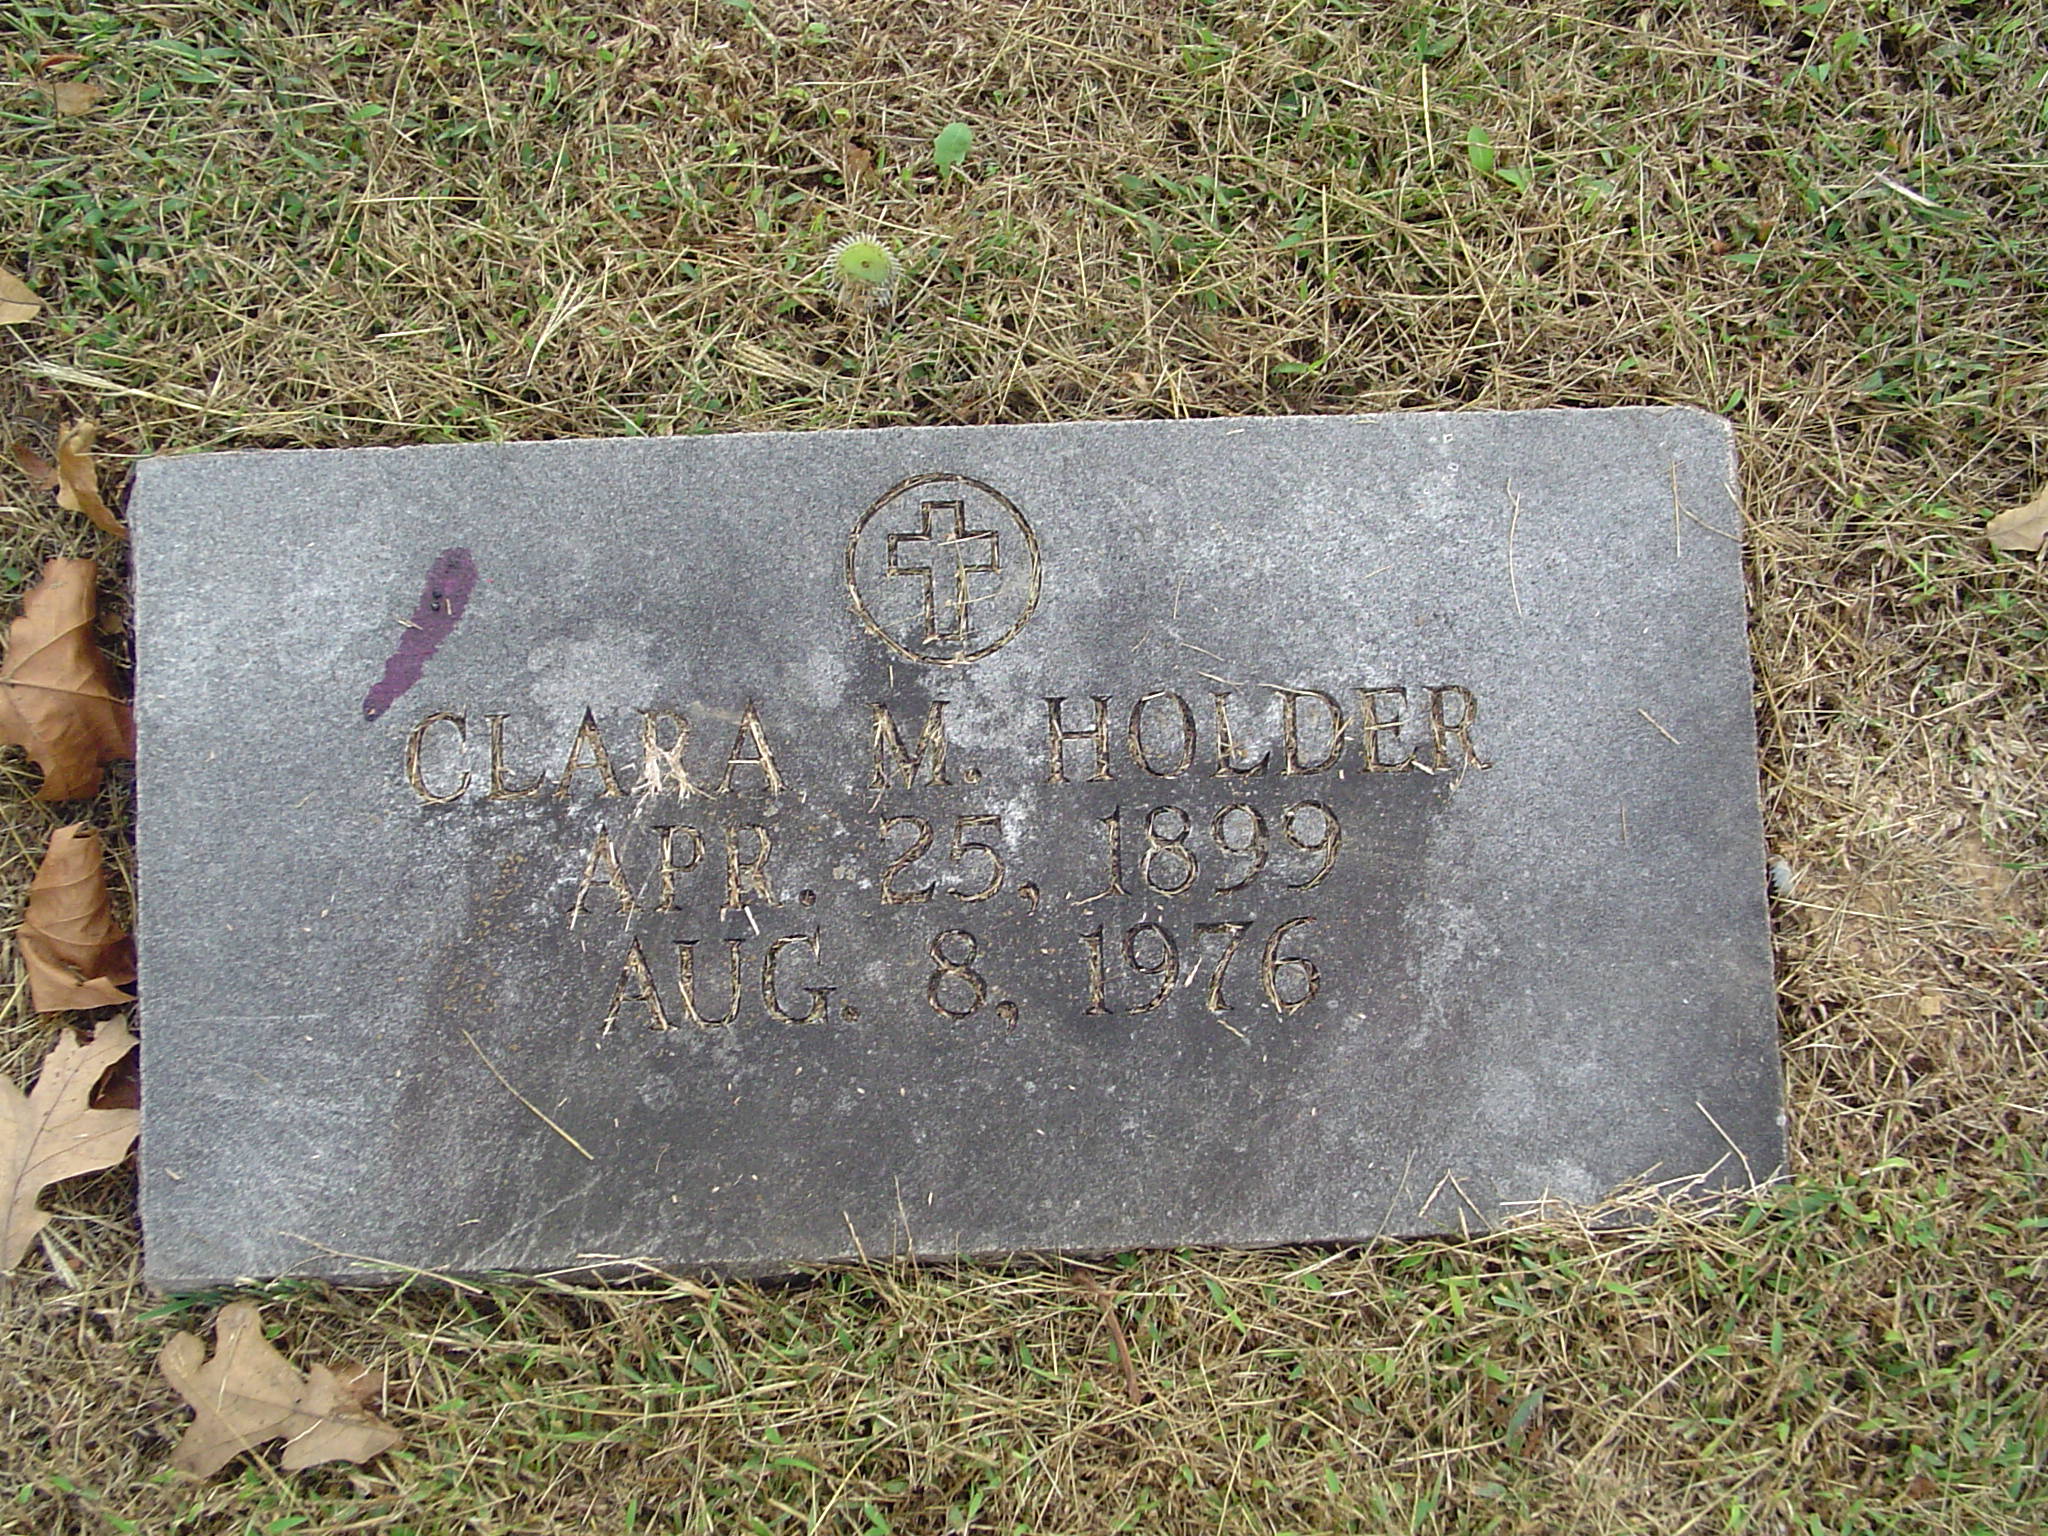 CLARA M. HOLDER
APR. 25, 1899
AUG. 8, 1976